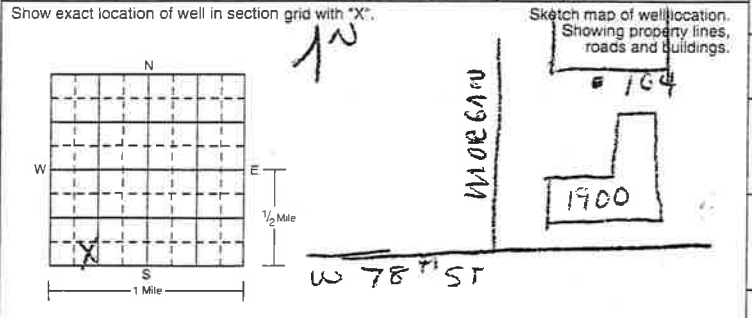 Show exact location of well in section grid with "X".
Sketch map of well location.
Showing property lines,
roads and buildings.
N
N
W
E
1/2 Mile
X
S
1 Mile
MORGAN
164
1900
W 78TH ST